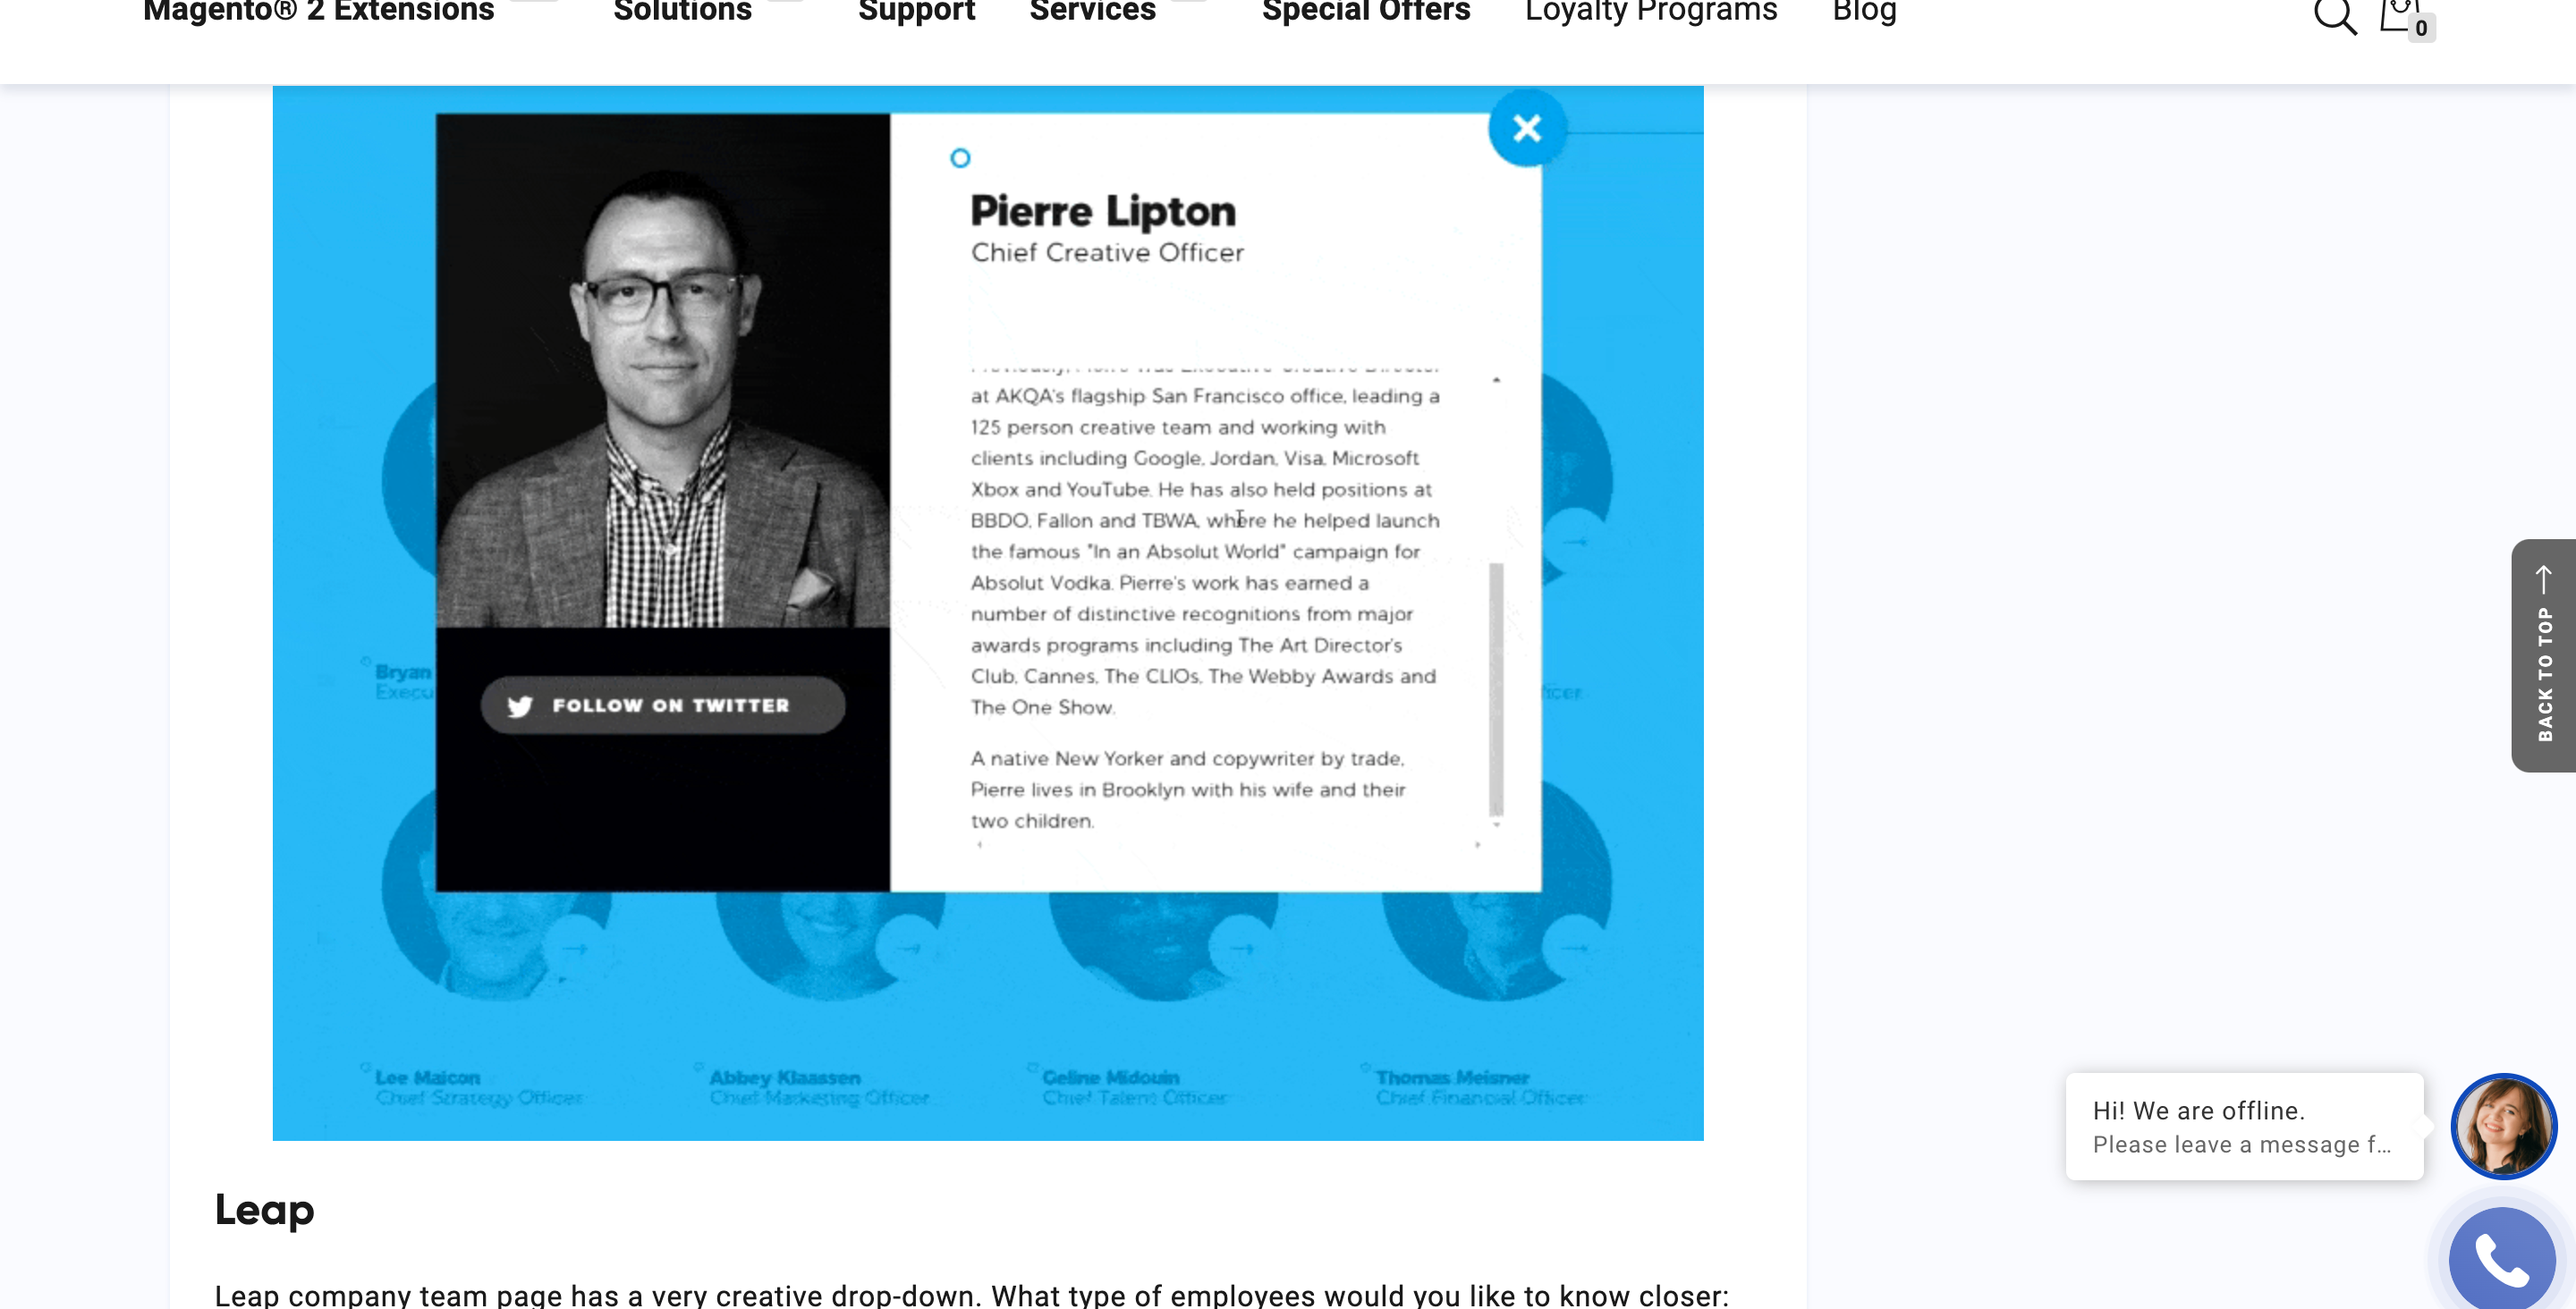 Magento® 2 Extensions
Solutions
Support
Services
Special Offers
Loyalty Programs
Blog
0
Pierre Lipton
Chief Creative Officer
Previously, Pierre was Executive Creative Director
at AKQA's flagship San Francisco office, leading a
125 person creative team and working with
clients including Google, Jordan, Visa, Microsoft
Xbox and YouTube. He has also held positions at
BBDO, Fallon and TBWA, where he helped launch
the famous "In an Absolut World" campaign for
Absolut Vodka. Pierre's work has earned a
number of distinctive recognitions from major
awards programs including The Art Director's
Club, Cannes, The CLIOs, The Webby Awards and
The One Show.
A native New Yorker and copywriter by trade,
Pierre lives in Brooklyn with his wife and their
two children.
FOLLOW ON TWITTER
Bryan
Execu
ficer
Lee Maicon
Chief Strategy Officer
Abbey Klaassen
Chief Marketing Officer
Geline Midouin
Chief Talent Officer
Thomas Meisner
Chief Financial Officer
BACK TO TOP
Hi! We are offline.
Please leave a message f...
Leap
Leap company team page has a very creative drop-down. What type of employees would you like to know closer: